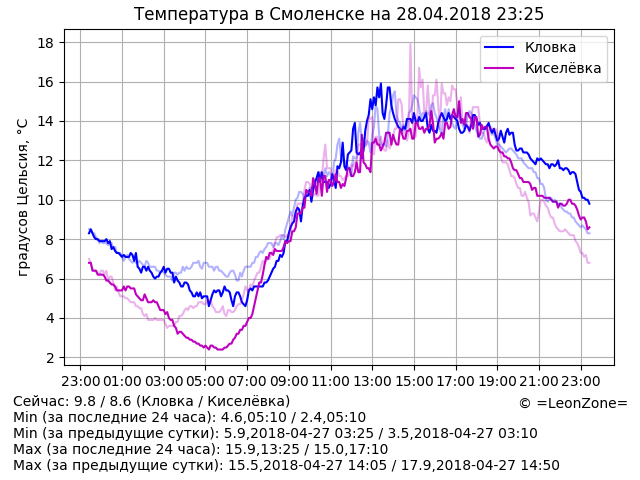 Температура в Смоленске на 28.04.2018 23:25
градусов Цельсия, °C
18
16
14
12
10
8
6
4
2
Кловка
Киселёвка
23:00 01:00 03:00 05:00 07:00 09:00 11:00 13:00 15:00 17:00 19:00 21:00 23:00
Сейчас: 9.8 / 8.6 (Кловка / Киселёвка)
© =LeonZone=
Min (за последние 24 часа): 4.6,05:10 / 2.4,05:10
Min (за предыдущие сутки): 5.9,2018-04-27 03:25 / 3.5,2018-04-27 03:10
Max (за последние 24 часа): 15.9,13:25 / 15.0,17:10
Max (за предыдущие сутки): 15.5,2018-04-27 14:05 / 17.9,2018-04-27 14:50